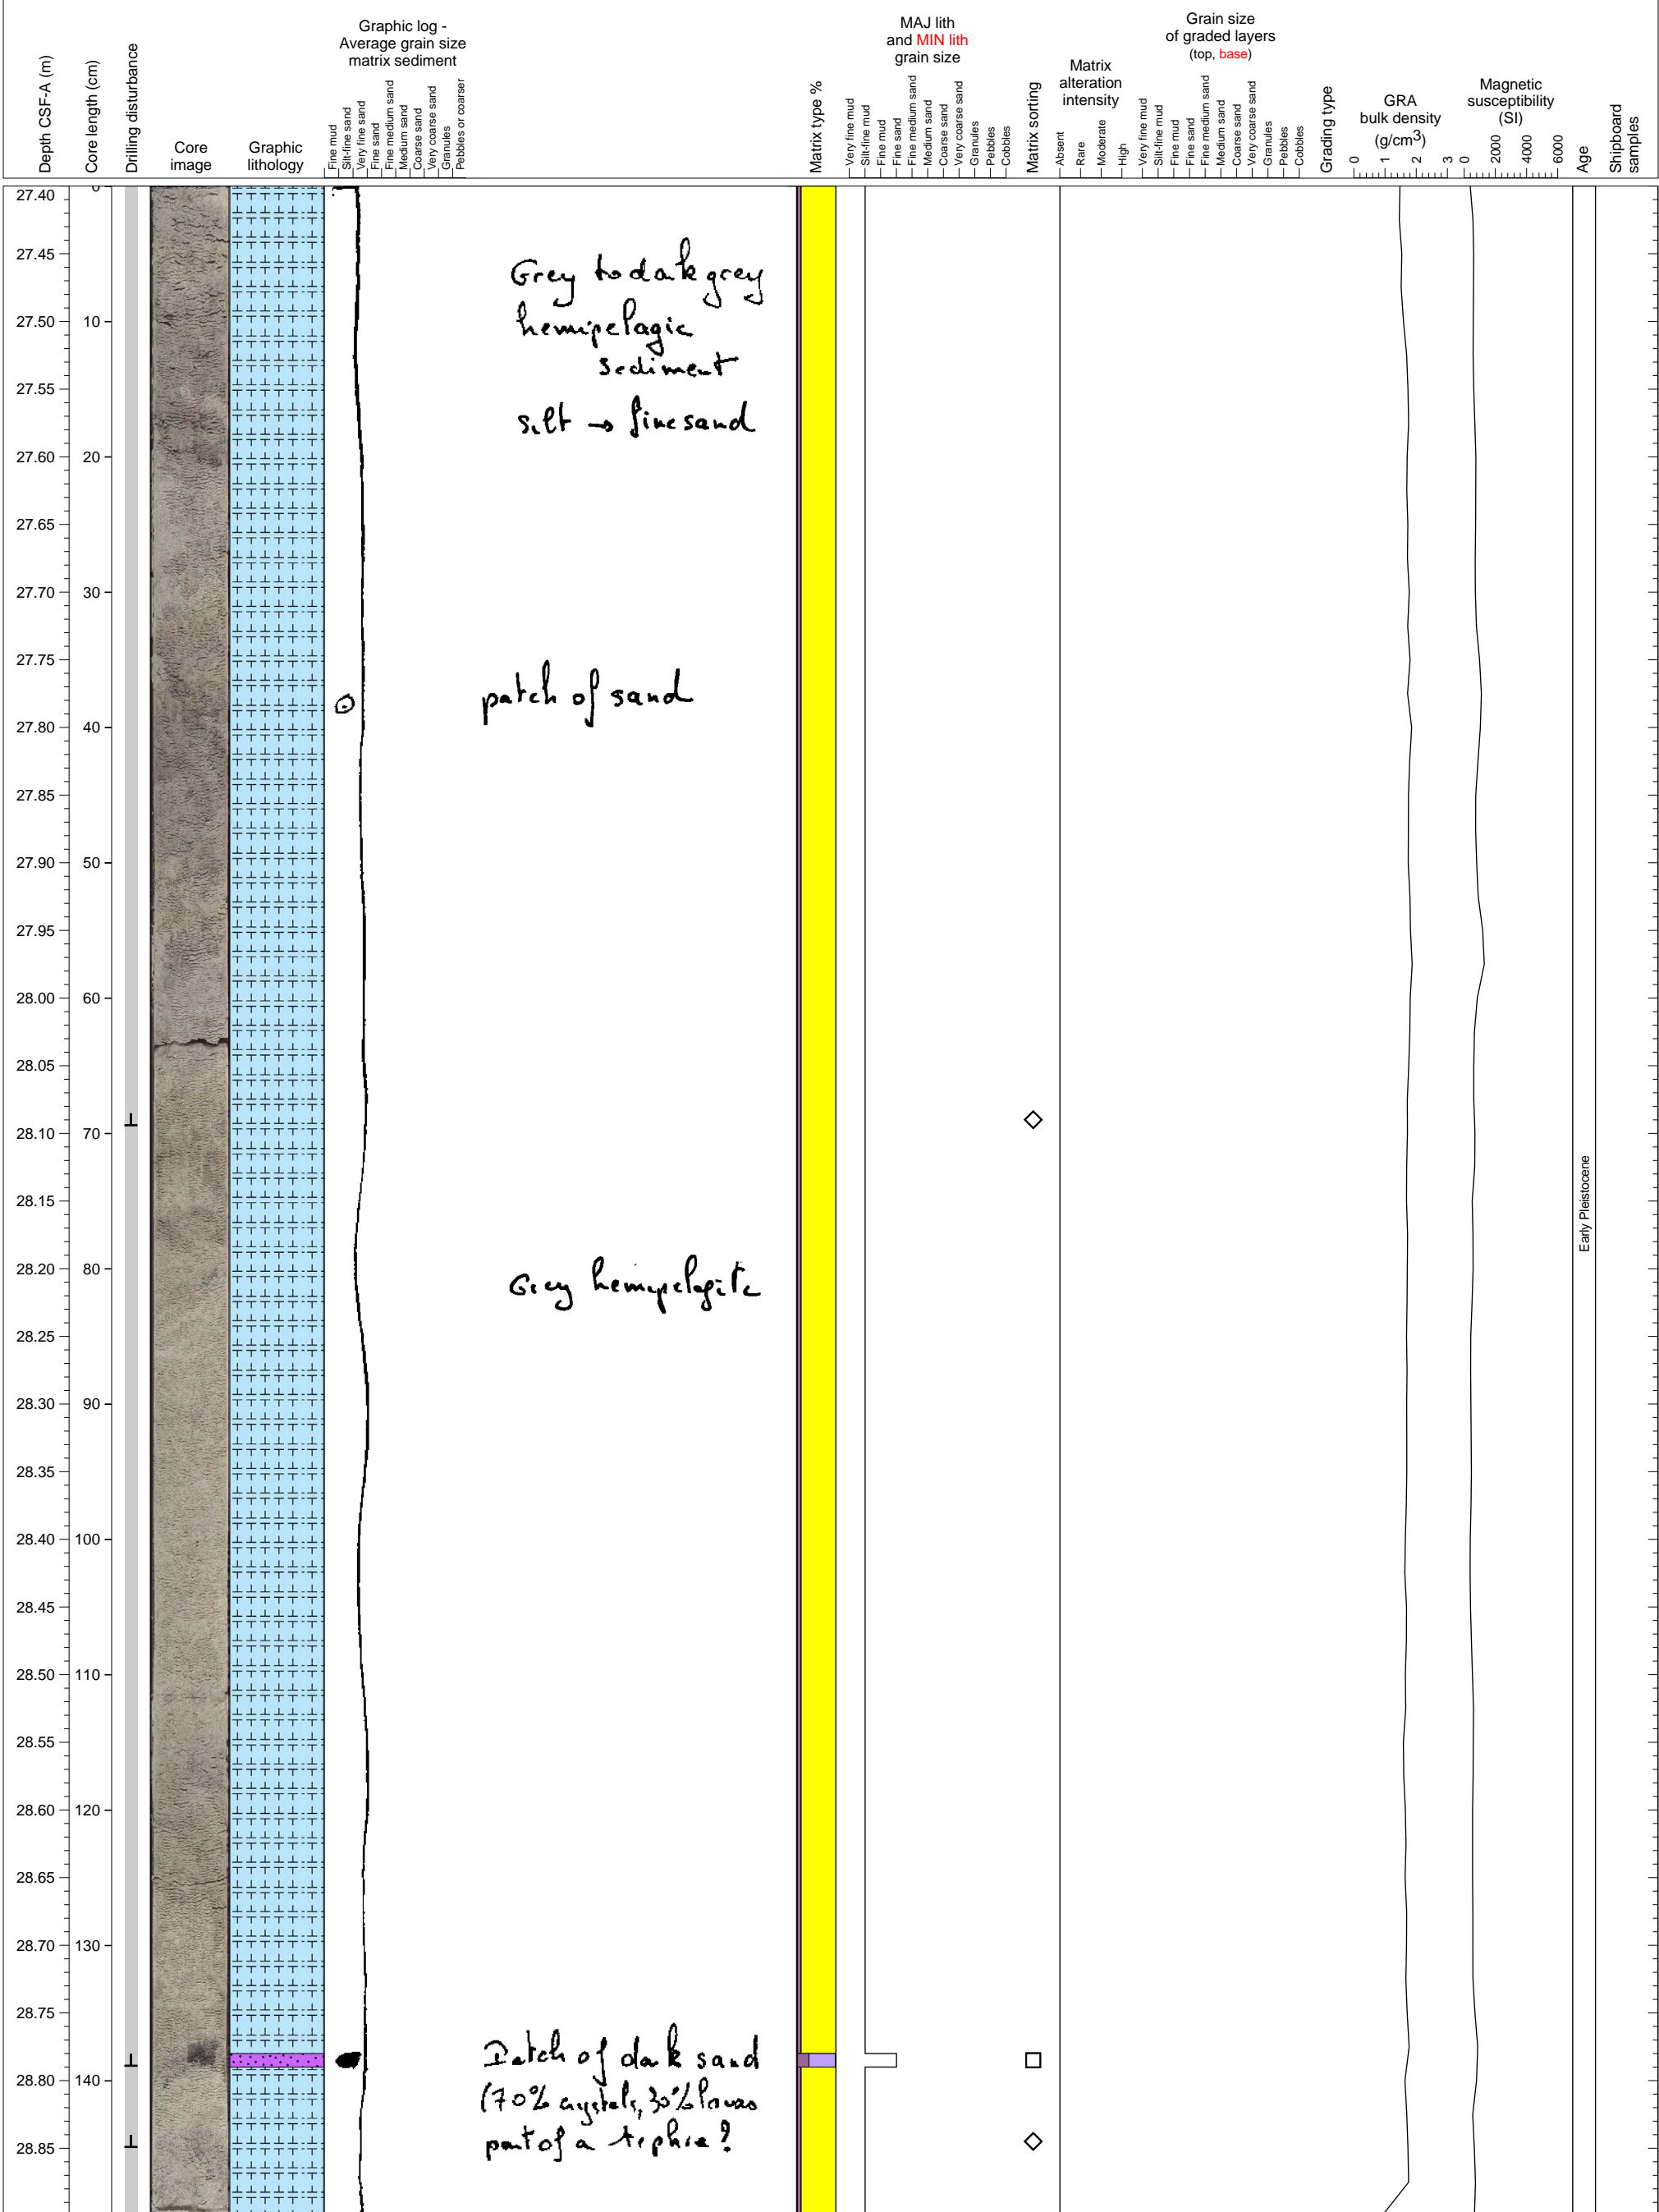 Graphic log -
Average grain size
matrix sediment
MAJ lith
and MIN lith
grain size
Grain size
of graded layers
(top, base)
Matrix
alteration
intensity
GRA
bulk density
(g/cm3)
Magnetic
susceptibility
(SI)
Depth CSF-A (m)
Core length (cm)
Drilling disturbance
Core
image
Graphic
lithology
Fine mud
Silt-fine sand
Very fine sand
Fine sand
Fine medium sand
Medium sand
Coarse sand
Very coarse sand
Granules
Pebbles or coarser
Matrix type %
Very fine mud
Silt-fine mud
Fine mud
Fine sand
Fine medium sand
Medium sand
Coarse sand
Very coarse sand
Granules
Pebbles
Cobbles
Matrix sorting
Absent
Rare
Moderate
High
Very fine mud
Silt-fine mud
Fine mud
Fine sand
Fine medium sand
Medium sand
Coarse sand
Very coarse sand
Granules
Pebbles
Cobbles
Grading type
0 1 2 3
0 2000 4000 6000
Age
Shipboard
samples
27.40 0
27.45
27.50 10
27.55
27.60 20
27.65
27.70 30
27.75
27.80 40
27.85
27.90 50
27.95
28.00 60
28.05
28.10 70
28.15
28.20 80
28.25
28.30 90
28.35
28.40 100
28.45
28.50 110
28.55
28.60 120
28.65
28.70 130
28.75
28.80 140
28.85
Grey to dark grey
hemipelagic
sediment
silt → fine sand
patch of sand
Grey hemipelagite
Patch of dark sand
(70% crystals, 30%
part of a tephra?
Early Pleistocene